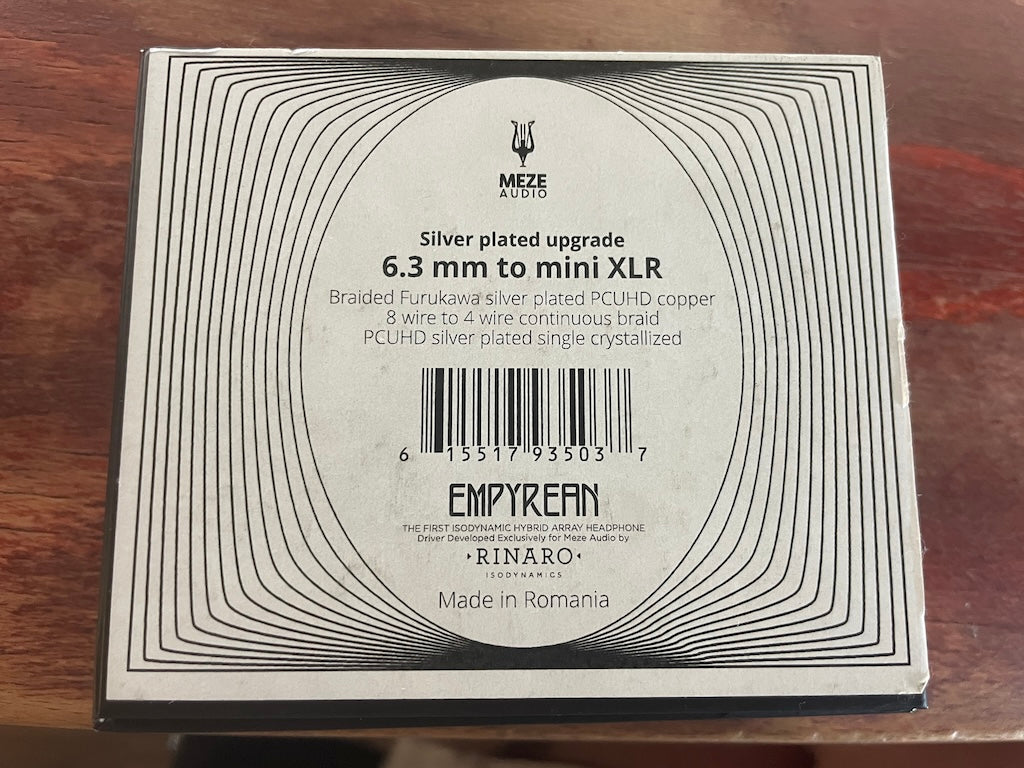 MEZE
AUDIO
Silver plated upgrade
6.3 mm to mini XLR
Braided Furukawa silver plated PCUHD copper
8 wire to 4 wire continuous braid
PCUHD silver plated single crystallized
6 15517 93503 7
EMPYREAN
THE FIRST ISODYNAMIC HYBRID ARRAY HEADPHONE
Driver Developed Exclusively for Meze Audio by
RINARO
ISODYNAMICS
Made in Romania